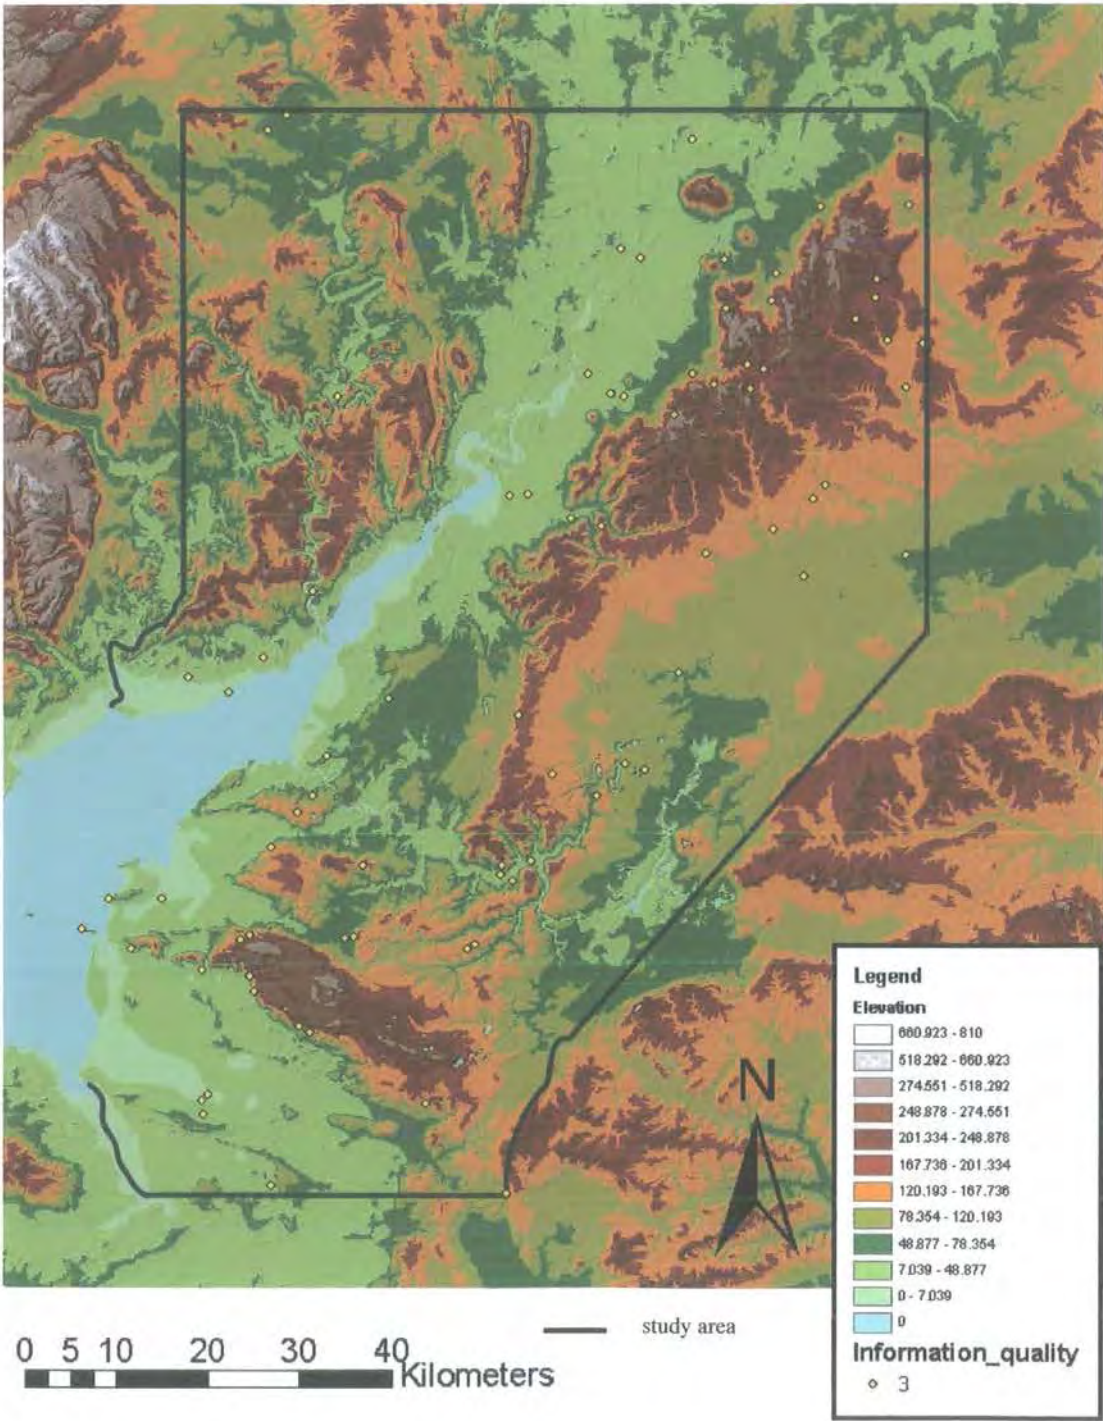 N
Legend
Elevation
660.923 - 810
518.292 - 660.923
274.551 - 518.292
248.878 - 274.551
201.334 - 248.878
167.736 - 201.334
120.193 - 167.736
78.354 - 120.193
48.877 - 78.354
7.039 - 48.877
0 - 7.039
0
Information_quality
3
study area
0 5 10 20 30 40
Kilometers